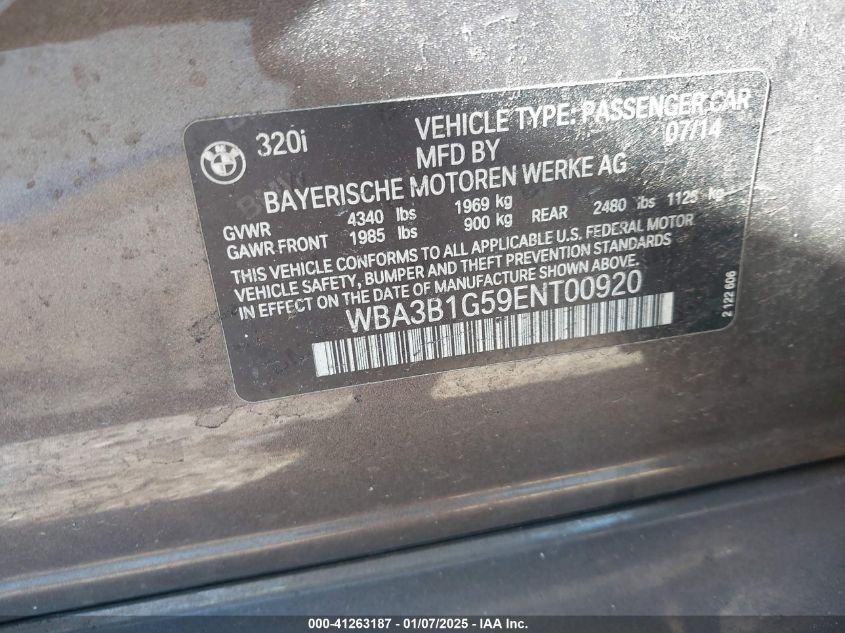 BMW
320i
VEHICLE TYPE: PASSENGER CAR
MFD BY 07/14
BAYERISCHE MOTOREN WERKE AG
GVWR 4340 lbs 1969 kg
GAWR FRONT 1985 lbs 900 kg REAR 2480 lbs 1125 kg
THIS VEHICLE CONFORMS TO ALL APPLICABLE U.S. FEDERAL MOTOR
VEHICLE SAFETY, BUMPER AND THEFT PREVENTION STANDARDS
IN EFFECT ON THE DATE OF MANUFACTURE SHOWN ABOVE.
WBA3B1G59ENT00920
2 122 606
000-41263187 - 01/07/2025 - IAA Inc.